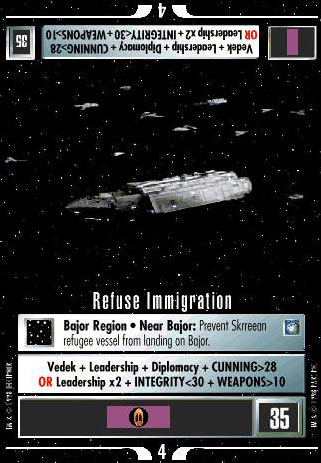 4
OR Leadership x2 + INTEGRITY<30 + WEAPONS>10
Vedek + Leadership + Diplomacy + CUNNING>28
35
Refuse Immigration
Bajor Region • Near Bajor: Prevent Skrreean
refugee vessel from landing on Bajor.
Vedek + Leadership + Diplomacy + CUNNING>28
OR Leadership x2 + INTEGRITY<30 + WEAPONS>10
35
4